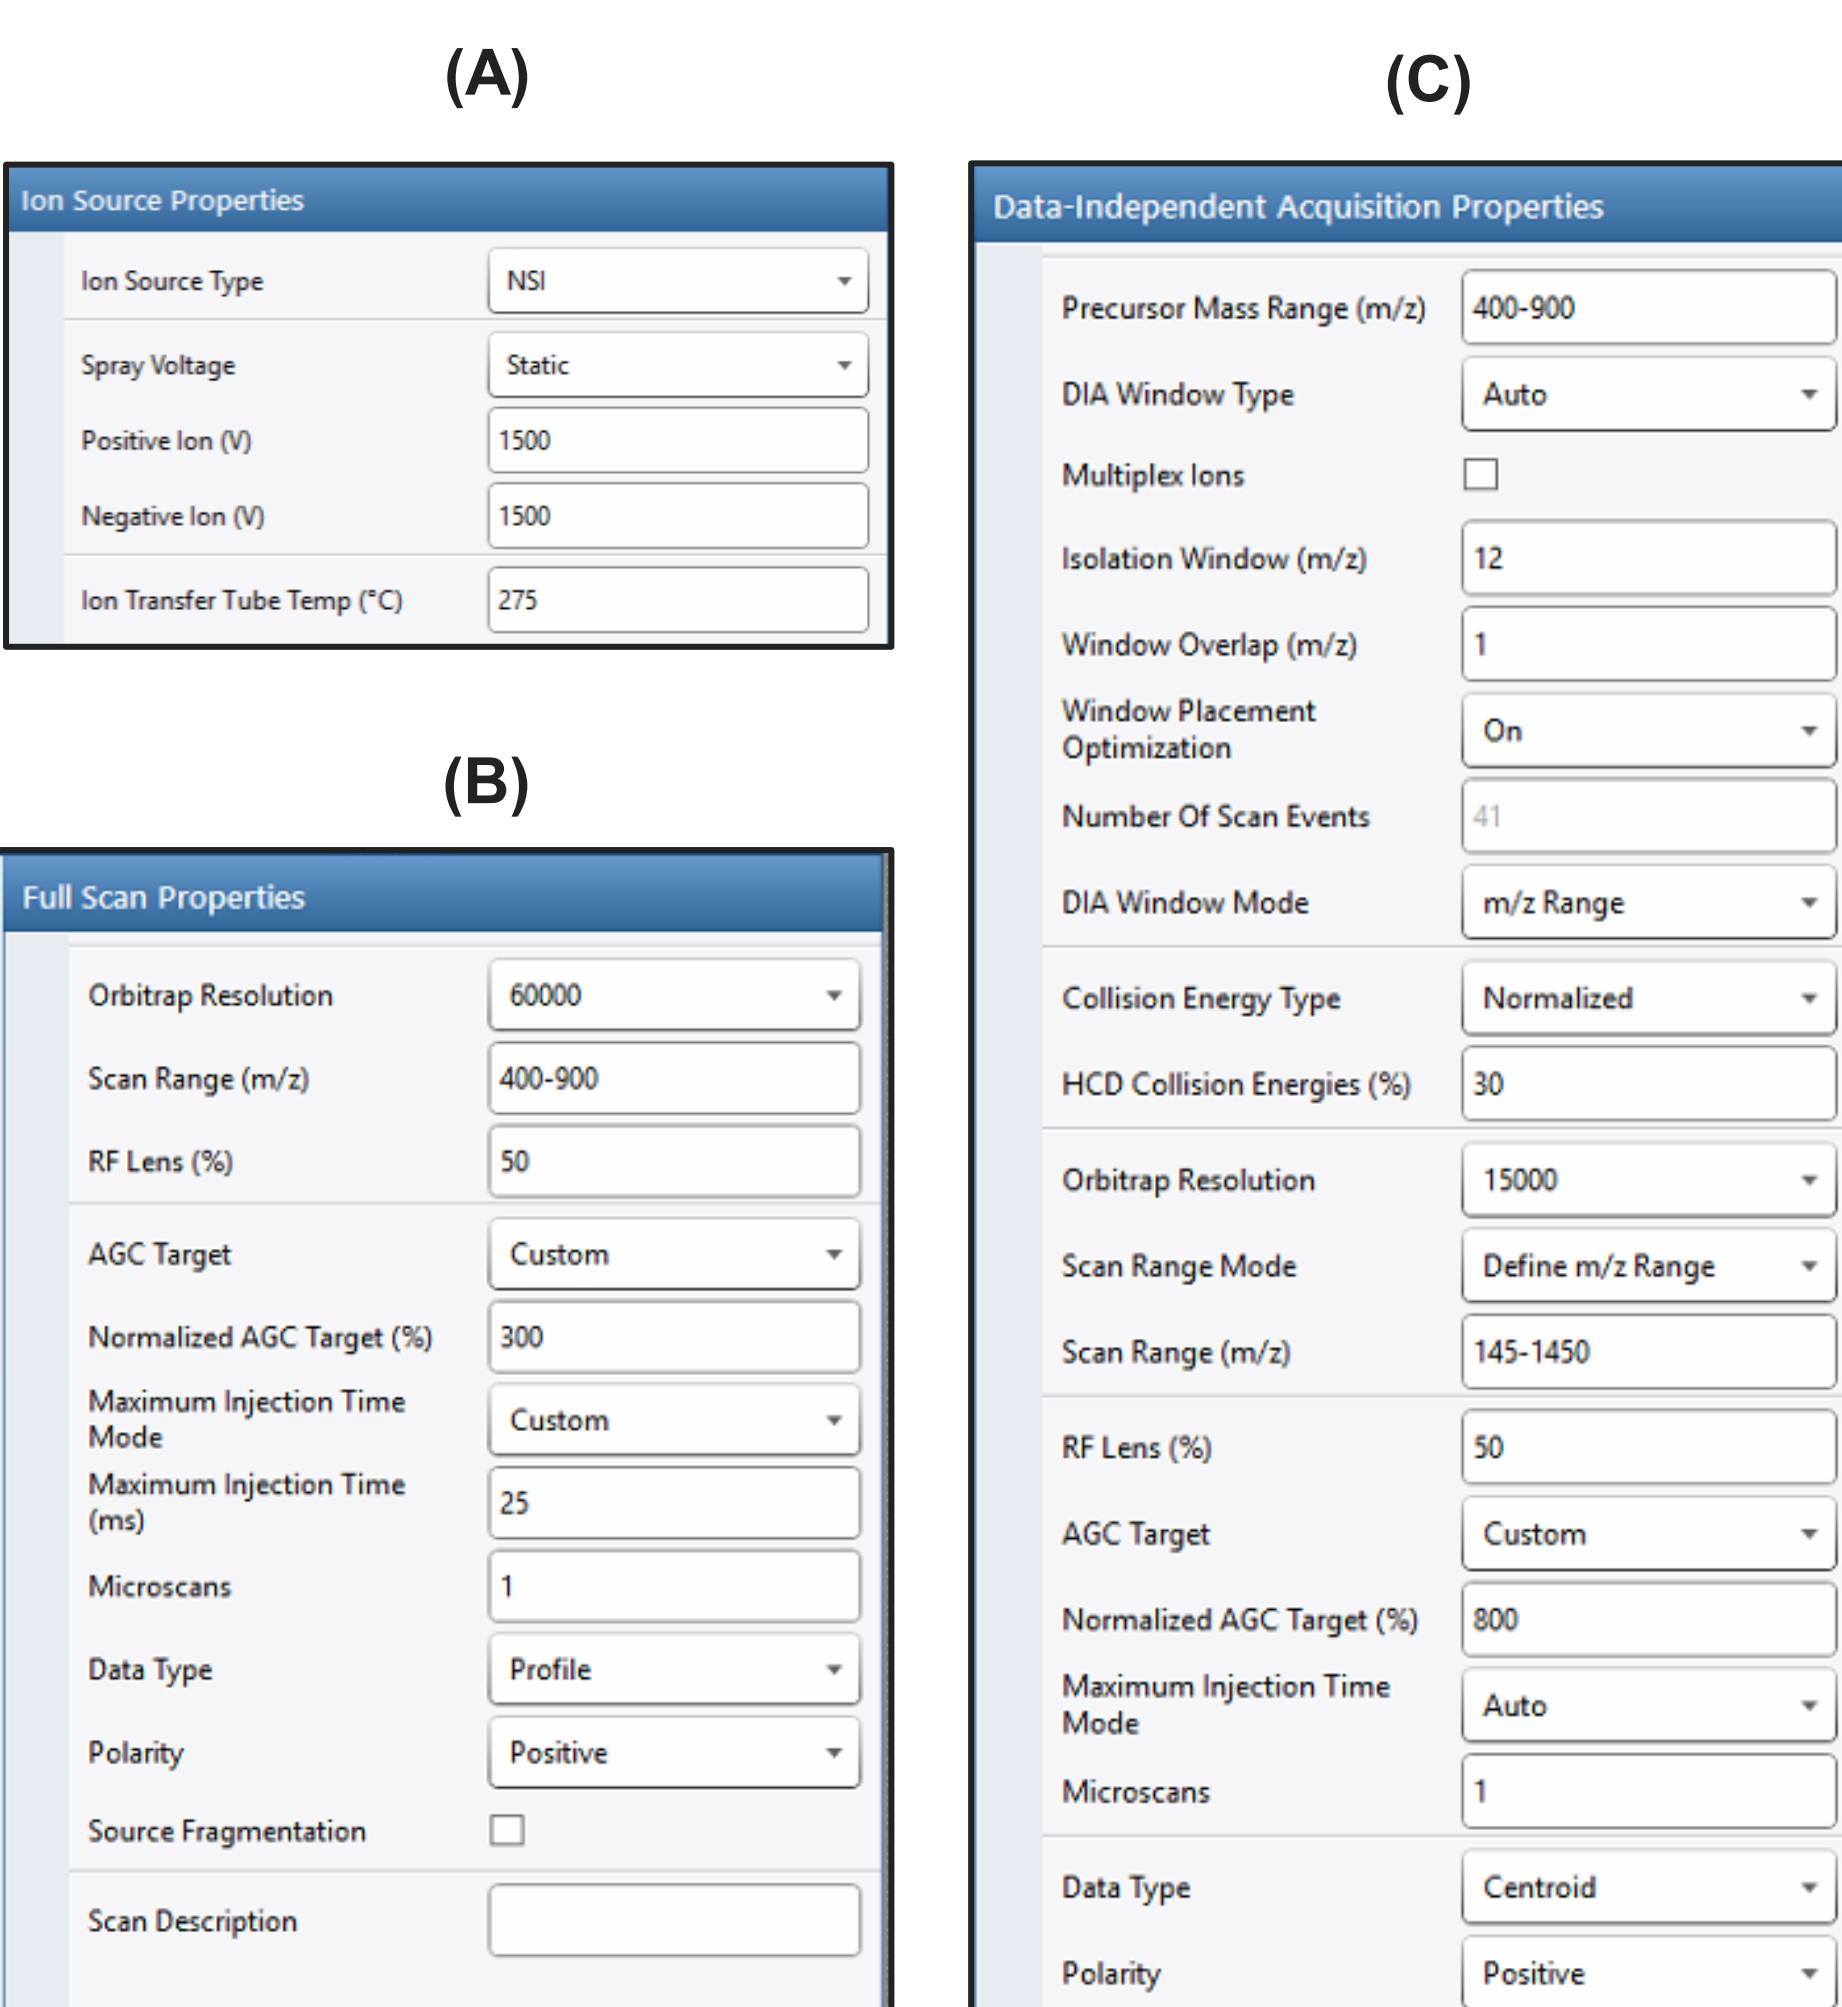 (A)
Ion Source Properties
Ion Source Type NSI
Spray Voltage Static
Positive Ion (V) 1500
Negative Ion (V) 1500
Ion Transfer Tube Temp (°C) 275
(B)
Full Scan Properties
Orbitrap Resolution 60000
Scan Range (m/z) 400-900
RF Lens (%) 50
AGC Target Custom
Normalized AGC Target (%) 300
Maximum Injection Time
Mode Custom
Maximum Injection Time
(ms) 25
Microscans 1
Data Type Profile
Polarity Positive
Source Fragmentation
Scan Description
(C)
Data-Independent Acquisition Properties
Precursor Mass Range (m/z) 400-900
DIA Window Type Auto
Multiplex Ions
Isolation Window (m/z) 12
Window Overlap (m/z) 1
Window Placement
Optimization On
Number Of Scan Events 41
DIA Window Mode m/z Range
Collision Energy Type Normalized
HCD Collision Energies (%) 30
Orbitrap Resolution 15000
Scan Range Mode Define m/z Range
Scan Range (m/z) 145-1450
RF Lens (%) 50
AGC Target Custom
Normalized AGC Target (%) 800
Maximum Injection Time
Mode Auto
Microscans 1
Data Type Centroid
Polarity Positive